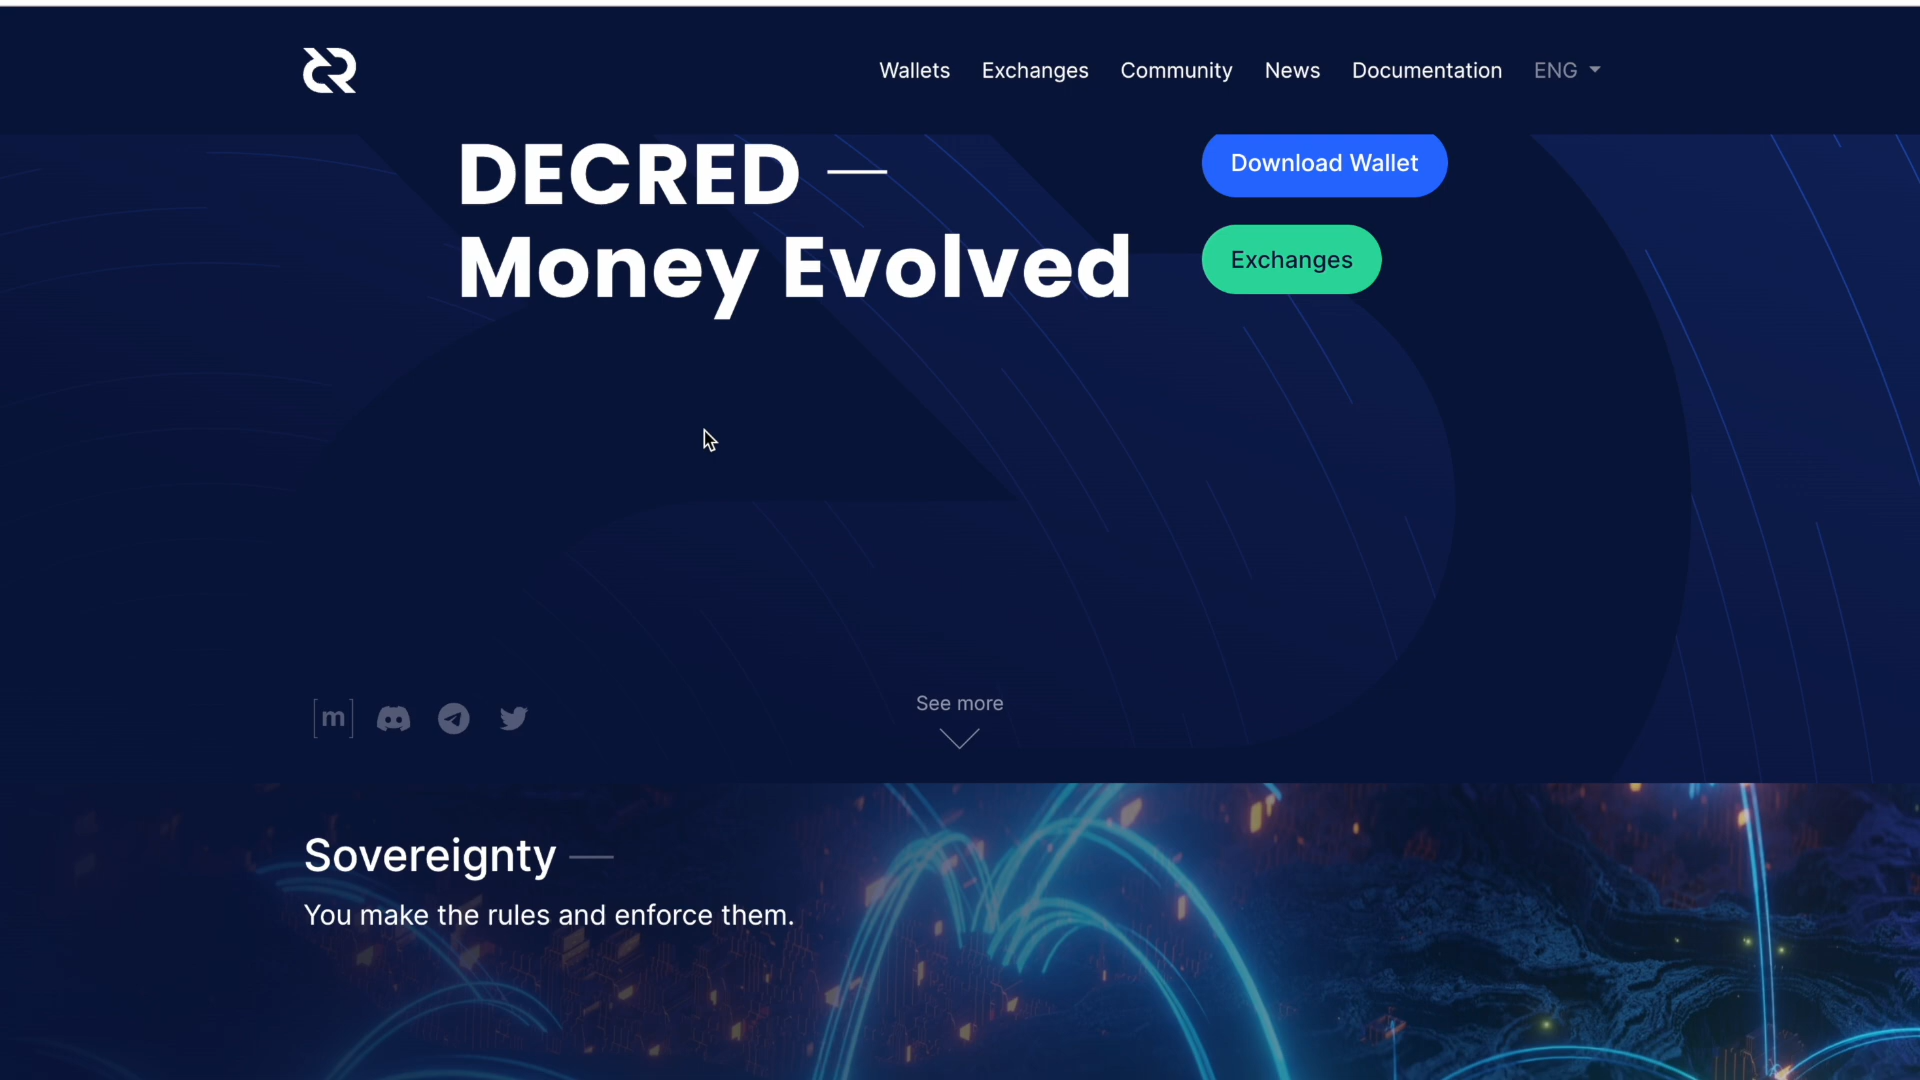 Wallets Exchanges Community News Documentation ENG
DECRED —
Money Evolved
Download Wallet
Exchanges
[m]
See more
Sovereignty —
You make the rules and enforce them.